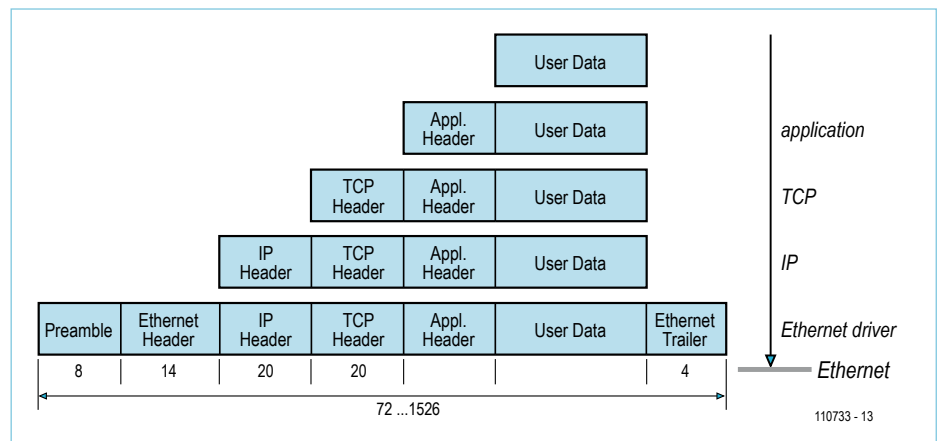 User Data
Appl.
Header
User Data
application
TCP
Header
Appl.
Header
User Data
TCP
IP
Header
TCP
Header
Appl.
Header
User Data
IP
Preamble
Ethernet
Header
IP
Header
TCP
Header
Appl.
Header
User Data
Ethernet
Trailer
Ethernet driver
8
14
20
20
4
Ethernet
72 ...1526
110733 - 13